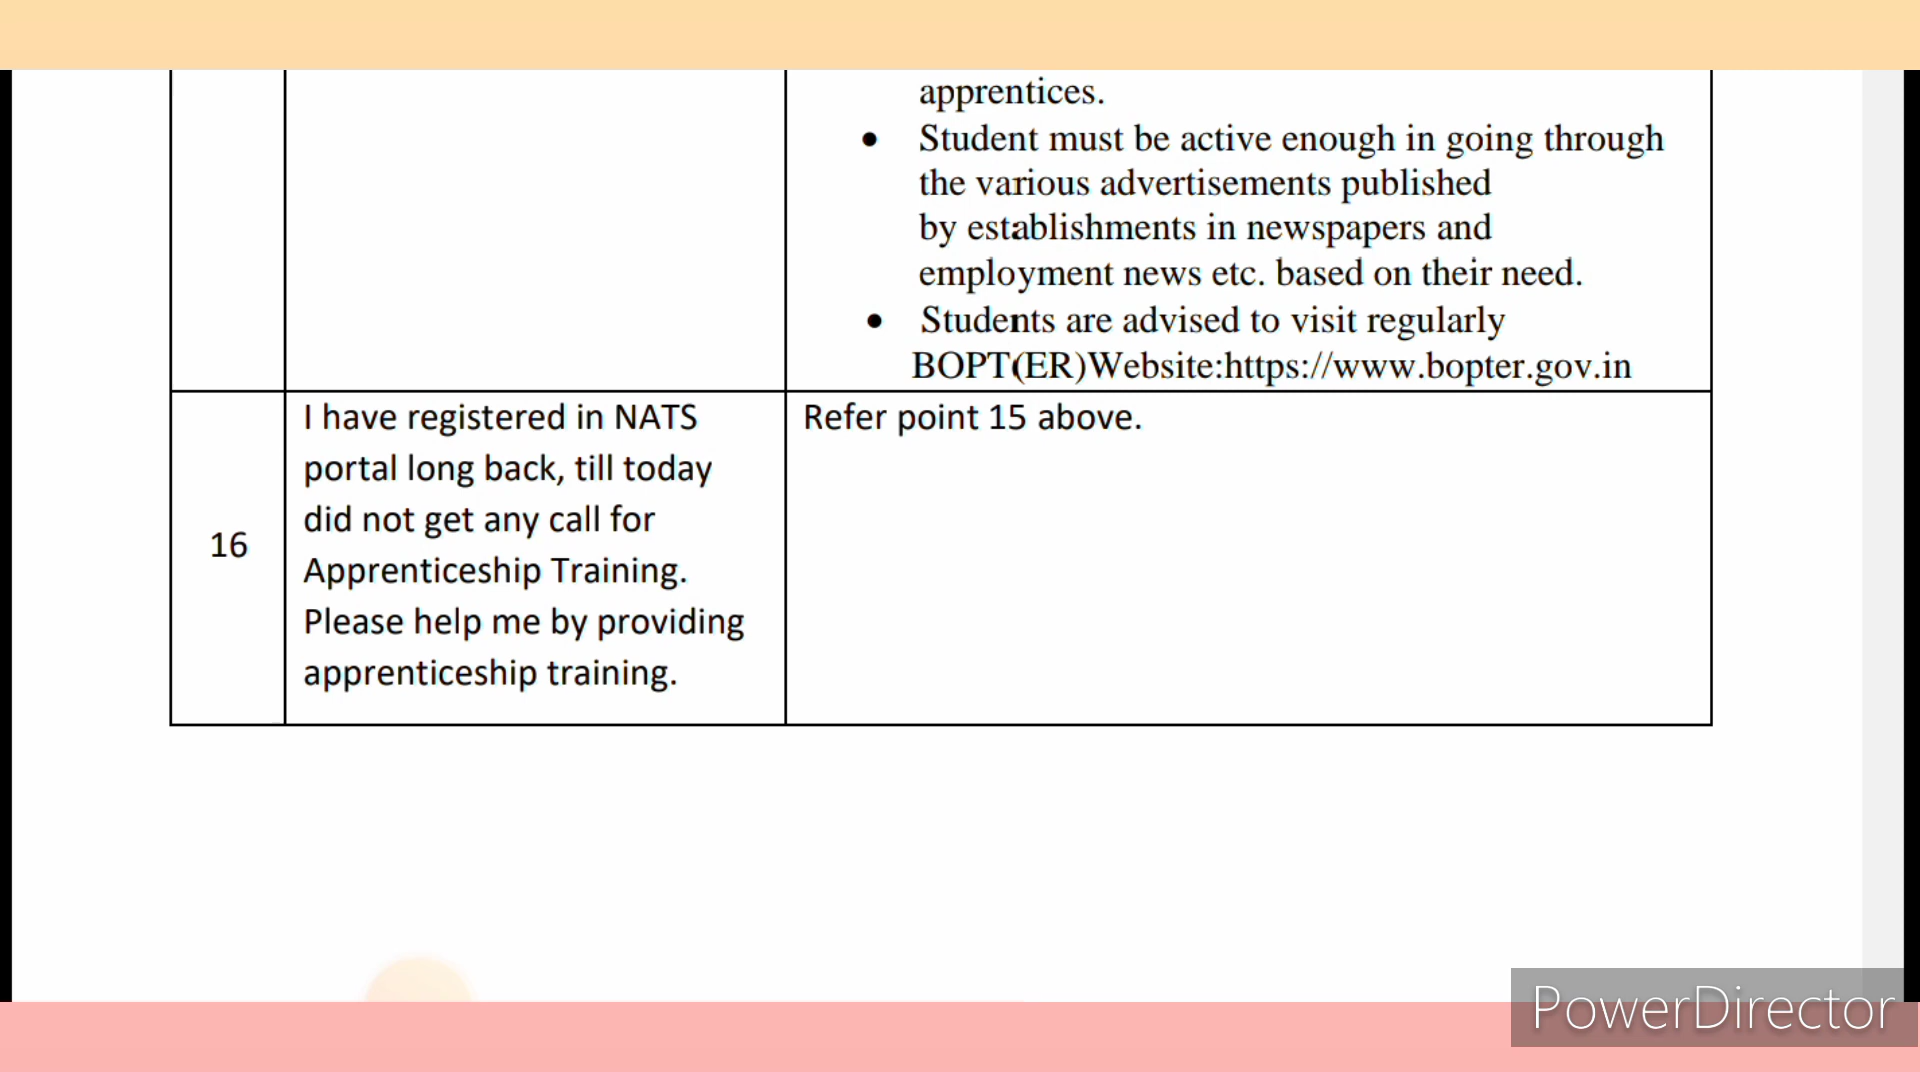 apprentices.
• Student must be active enough in going through
the various advertisements published
by establishments in newspapers and
employment news etc. based on their need.
• Students are advised to visit regularly
BOPT(ER)Website:https://www.bopter.gov.in
16
I have registered in NATS
portal long back, till today
did not get any call for
Apprenticeship Training.
Please help me by providing
apprenticeship training.
Refer point 15 above.
PowerDirector